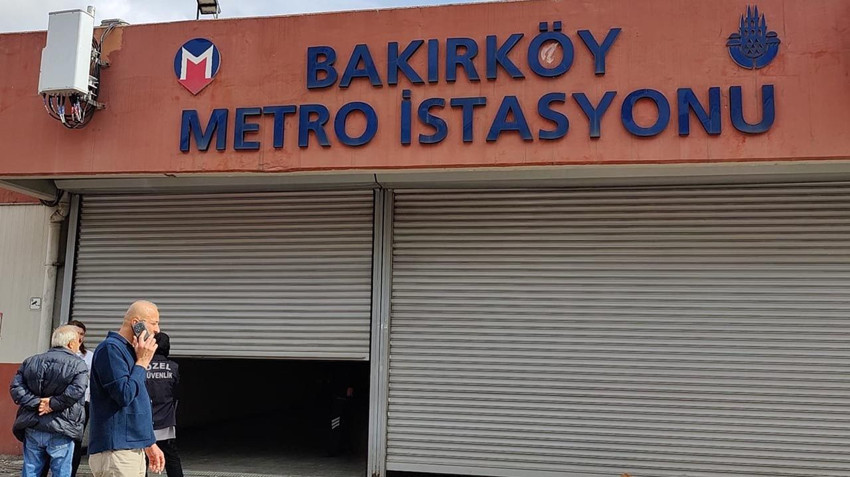 M
BAKIRKÖY
METRO İSTASYONU
ÖZEL
GÜVENLİK